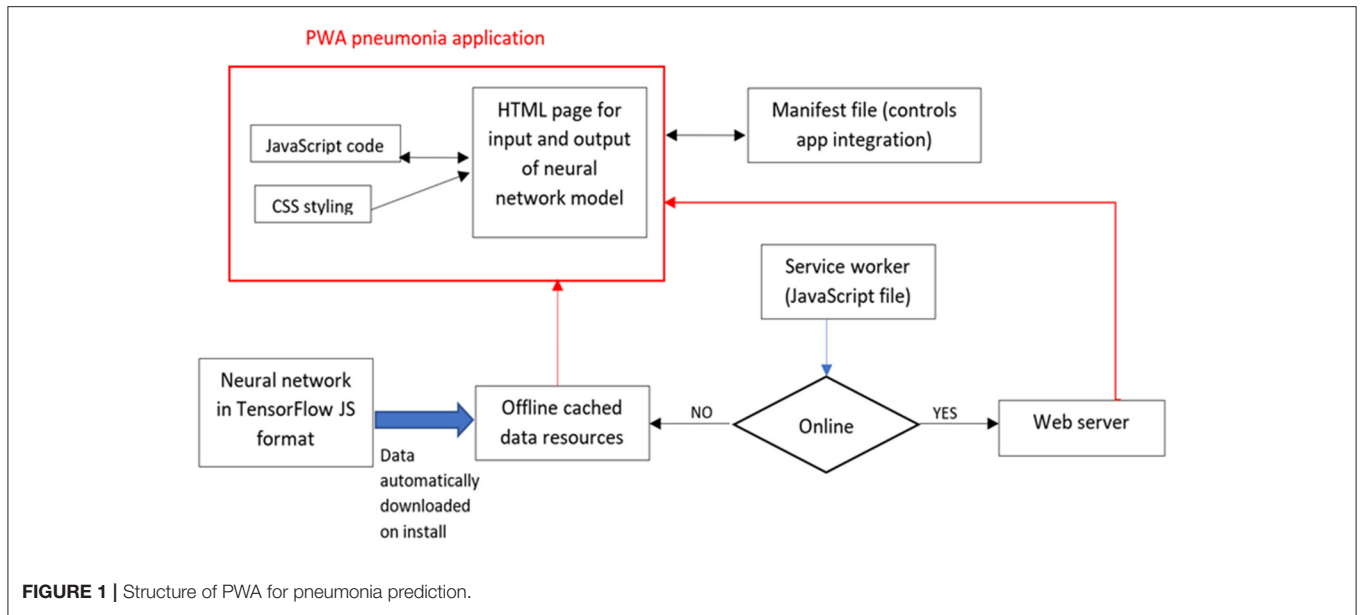 PWA pneumonia application
HTML page for
input and output
of neural
network model
JavaScript code
CSS styling
Manifest file (controls
app integration)
Service worker
(JavaScript file)
Neural network
in TensorFlow JS
format
Data
automatically
downloaded
on install
Offline cached
data resources
NO
Online
YES
Web server
FIGURE 1 | Structure of PWA for pneumonia prediction.